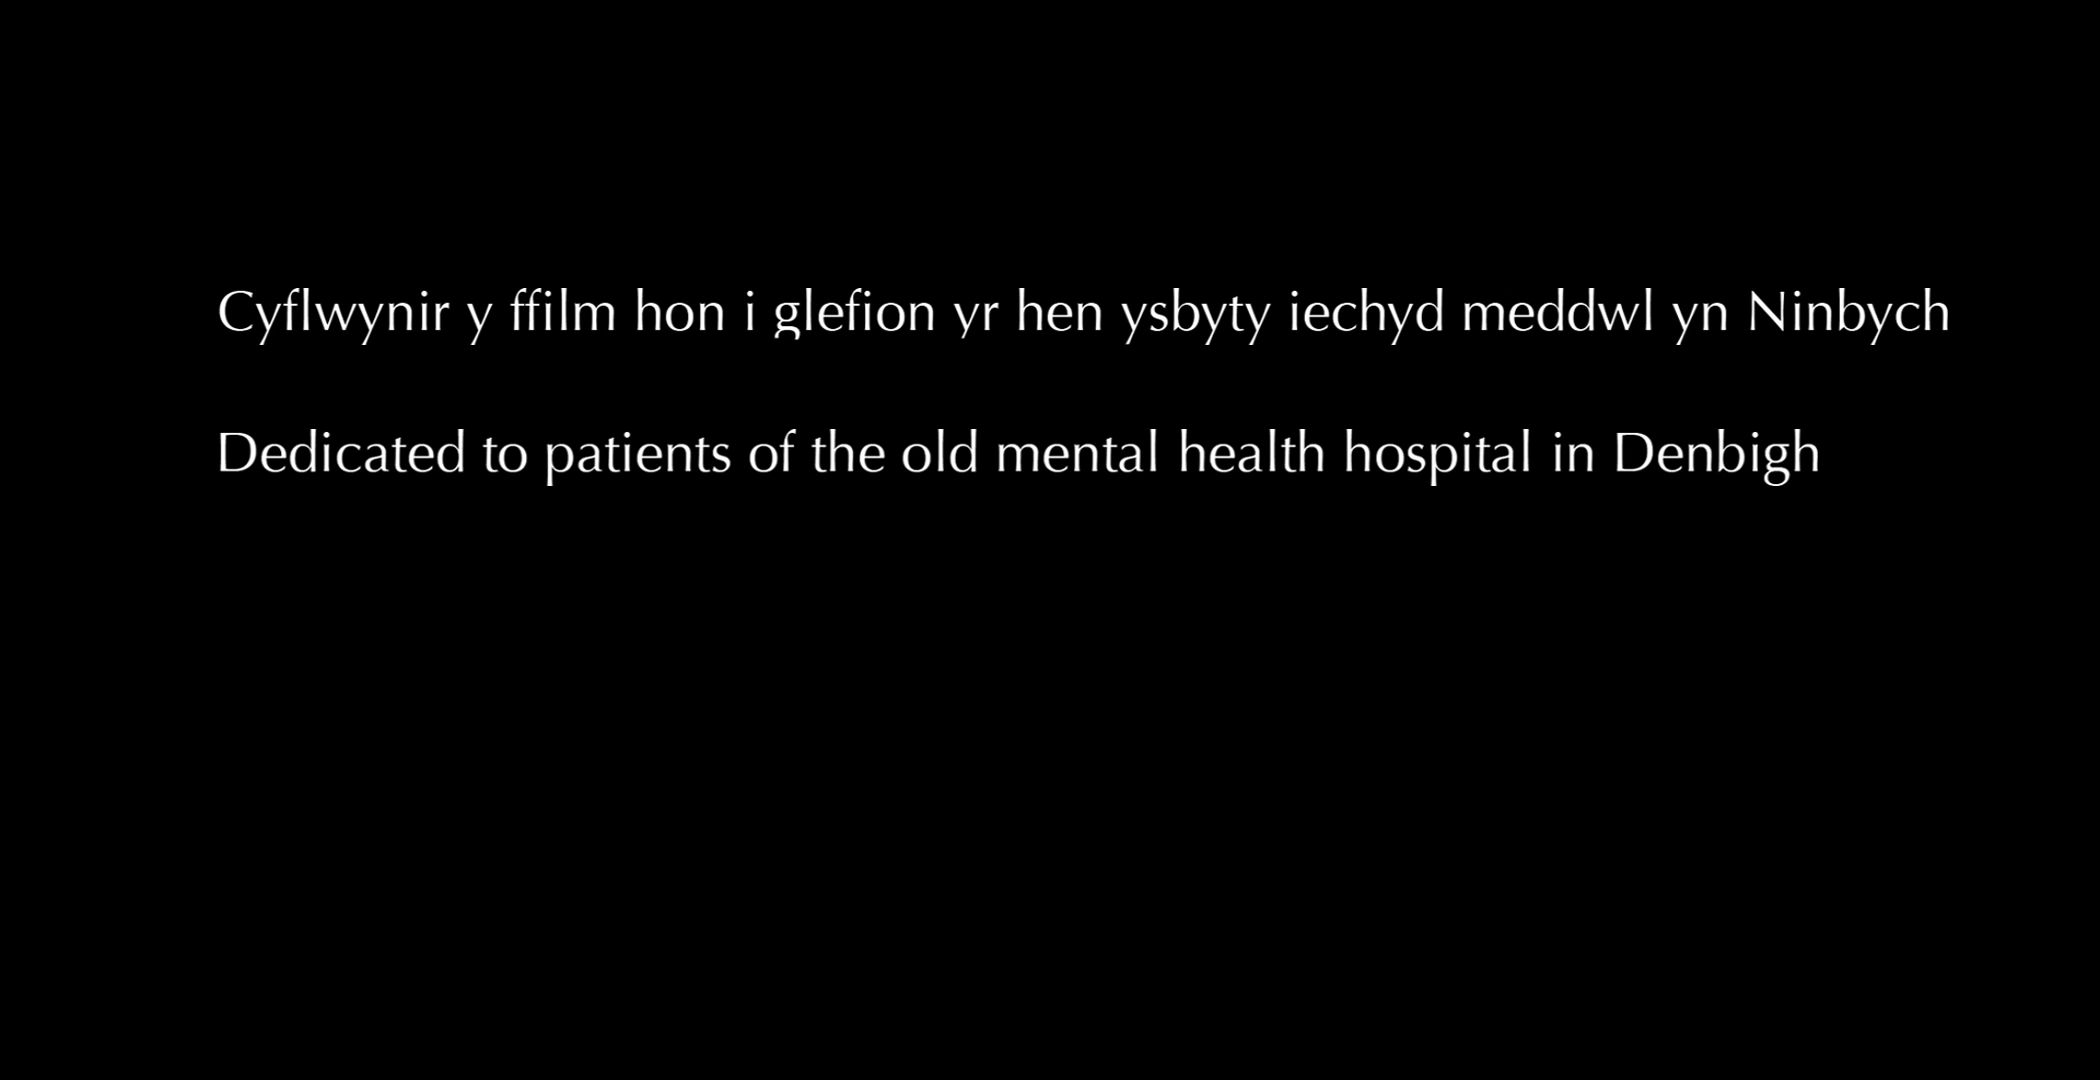 Cyflwynir y ffilm hon i glefion yr hen ysbyty iechyd meddwl yn Ninbych
Dedicated to patients of the old mental health hospital in Denbigh